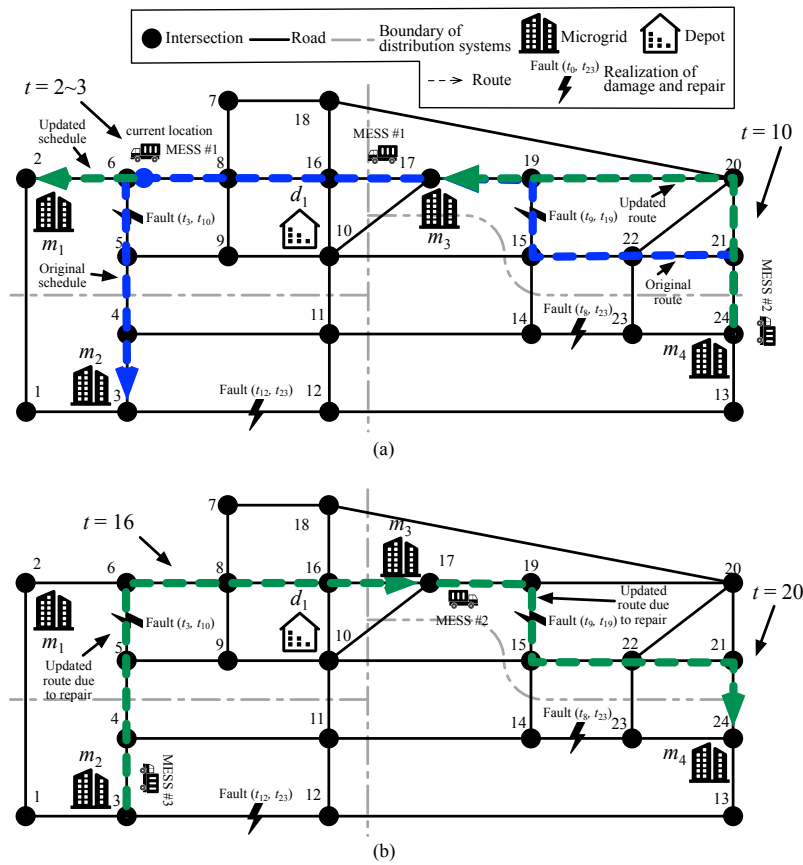 Intersection
Road
Boundary of
distribution systems
Microgrid
Depot
Route
Fault (t0, t23)
Realization of
damage and repair
t = 2~3
Updated
schedule
current location
MESS #1
MESS #1
t = 10
2
6
7
8
18
16
17
19
20
d1
m1
m3
Fault (t3, t10)
Fault (t9, t19)
Updated
route
5
9
10
15
22
21
Original
schedule
Original
route
MESS #2
4
11
14
Fault (t8, t23)
23
24
m2
m4
1
3
Fault (t12, t23)
12
13
(a)
t = 16
7
18
m3
2
6
8
16
17
19
20
d1
MESS #2
Updated
route due
to repair
t = 20
m1
Fault (t3, t10)
Fault (t9, t19)
Updated
route due
to repair
5
9
10
15
22
21
4
11
14
Fault (t8, t23)
23
24
m2
MESS #3
m4
1
3
Fault (t12, t23)
12
13
(b)